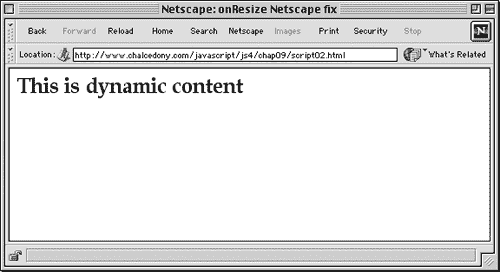 Netscape: onResize Netscape fix
Back Forward Reload Home Search Netscape Images Print Security Stop
N
Location: http://www.chalcedony.com/javascript/js4/chap09/script02.html What's Related
This is dynamic content